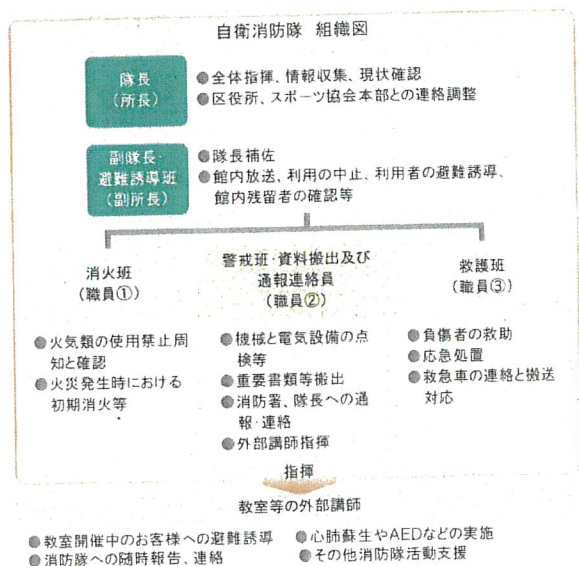 自衛消防隊 組織図
隊長
(所長)
●全体指揮、情報収集、現状確認
●区役所、スポーツ協会本部との連絡調整
副隊長・
避難誘導班
(副所長)
●隊長補佐
●館内放送、利用の中止、利用者の避難誘導、
館内残留者の確認等
消火班
(職員①)
●火気類の使用禁止周
知と確認
●火災発生時における
初期消火等
警戒班・資料搬出及び
通報連絡員
(職員②)
●機械と電気設備の点
検等
●重要書類等搬出
●消防署、隊長への通
報・連絡
●外部講師指揮
救護班
(職員③)
●負傷者の救助
●応急処置
●救急車の連絡と搬送
対応
指揮
教室等の外部講師
●教室開催中のお客様への避難誘導
●消防隊への随時報告、連絡
●心肺蘇生やAEDなどの実施
●その他消防隊活動支援